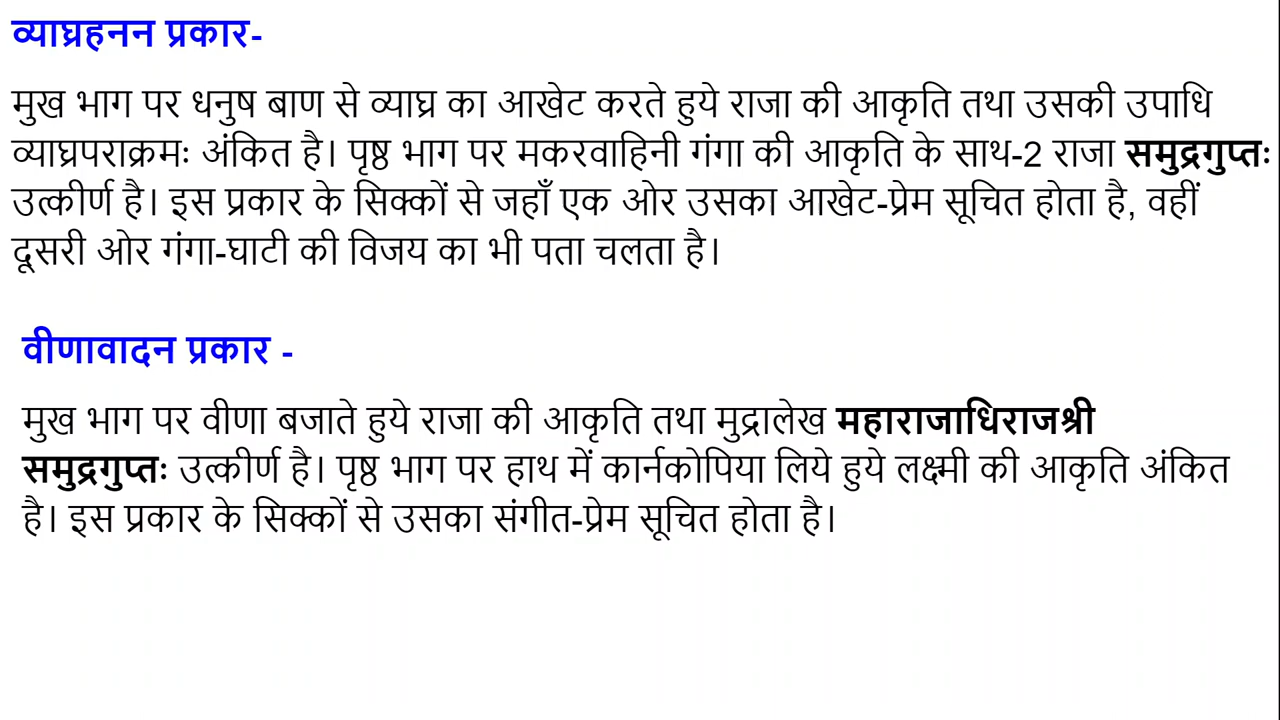 व्याघ्रहनन प्रकार-
मुख भाग पर धनुष बाण से व्याघ्र का आखेट करते हुये राजा की आकृति तथा उसकी उपाधि
व्याघ्रपराक्रमः अंकित है। पृष्ठ भाग पर मकरवाहिनी गंगा की आकृति के साथ-2 राजा समुद्रगुप्तः
उत्कीर्ण है। इस प्रकार के सिक्कों से जहाँ एक ओर उसका आखेट-प्रेम सूचित होता है, वहीं
दूसरी ओर गंगा-घाटी की विजय का भी पता चलता है।
वीणावादन प्रकार -
मुख भाग पर वीणा बजाते हुये राजा की आकृति तथा मुद्रालेख महाराजाधिराजश्री
समुद्रगुप्तः उत्कीर्ण है। पृष्ठ भाग पर हाथ में कार्नकोपिया लिये हुये लक्ष्मी की आकृति अंकित
है। इस प्रकार के सिक्कों से उसका संगीत-प्रेम सूचित होता है।